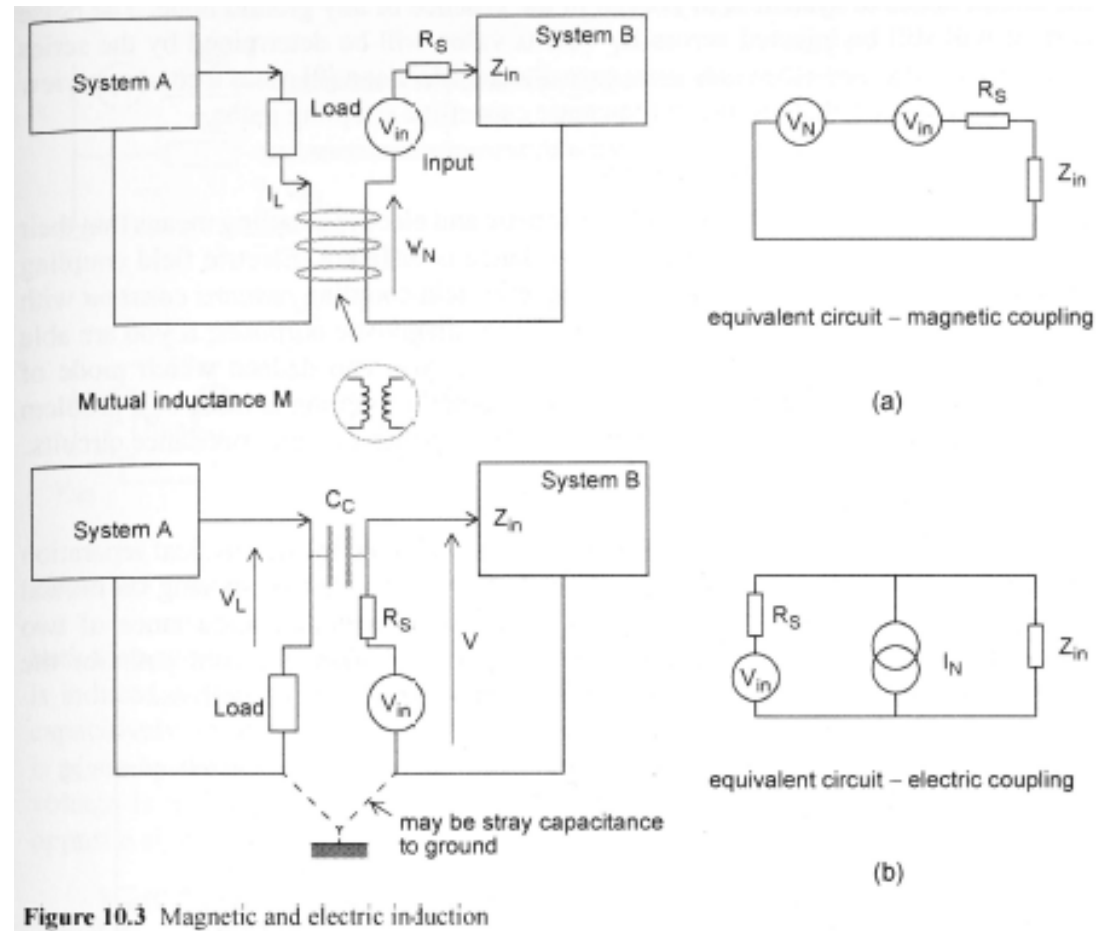 System A
System B
R_S
Z_in
Load
V_in
Input
I_L
V_N
Mutual inductance M
V_N
V_in
R_S
Z_in
equivalent circuit – magnetic coupling
(a)
System A
System B
C_C
Z_in
V_L
R_S
V
Load
V_in
may be stray capacitance
to ground
R_S
V_in
I_N
Z_in
equivalent circuit – electric coupling
(b)
Figure 10.3 Magnetic and electric induction